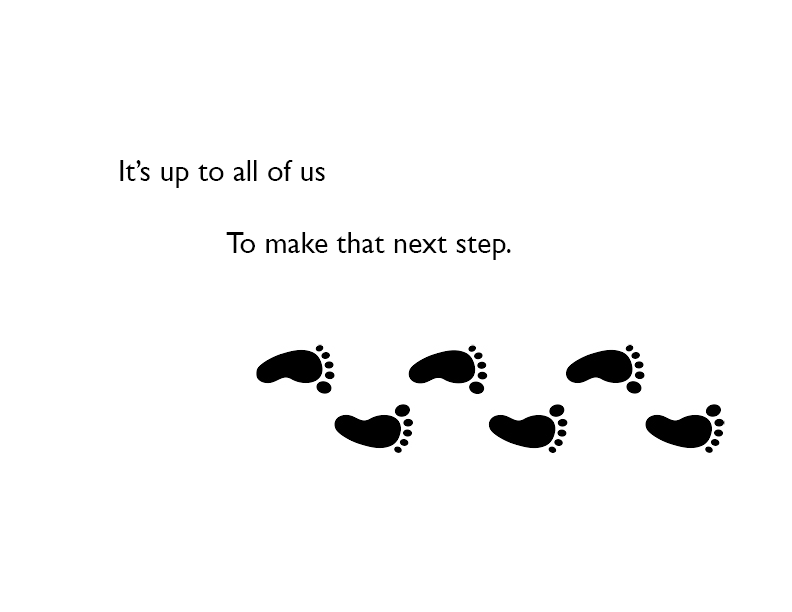 It’s up to all of us
To make that next step.